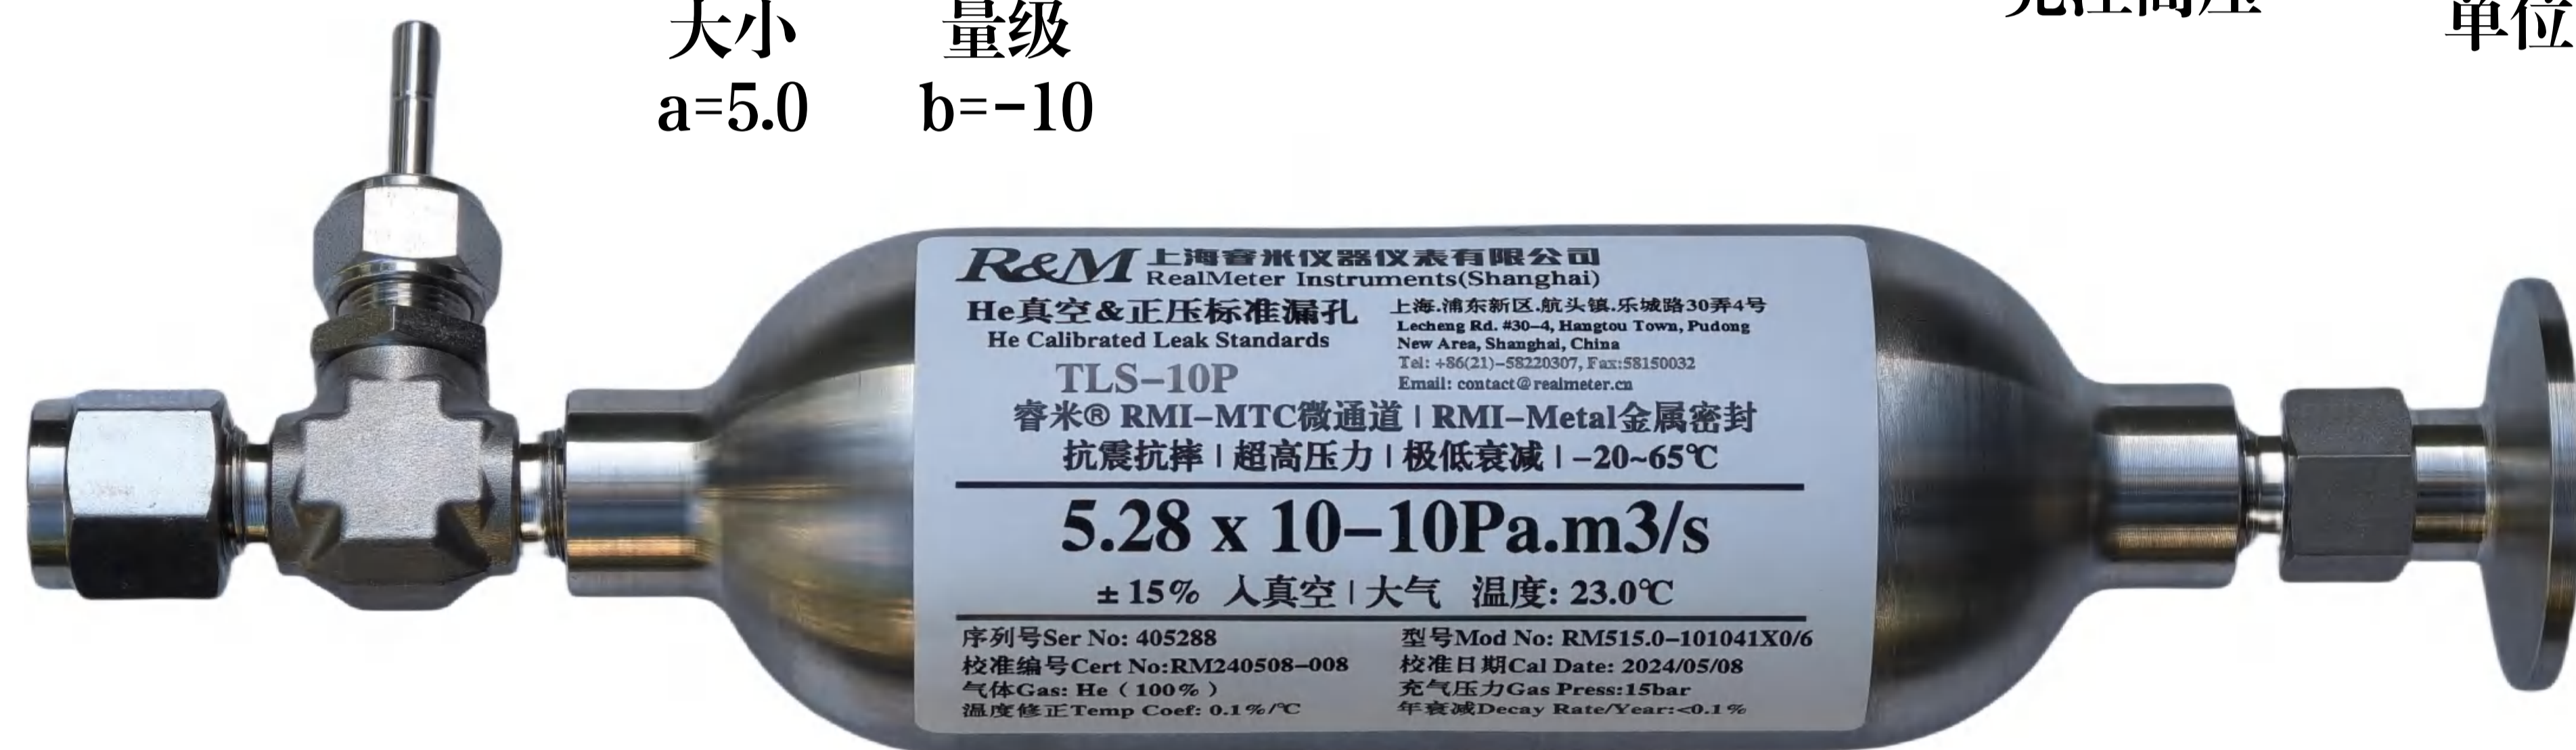 大小 量级 单位
a=5.0 b=-10
R&M 上海睿米仪器仪表有限公司
RealMeter Instruments(Shanghai)
He真空&正压标准漏孔
He Calibrated Leak Standards
TLS-10P
上海.浦东新区.航头镇.乐城路30弄4号
Lecheng Rd. #30-4, Hangtou Town, Pudong
New Area, Shanghai, China
Tel: +86(21)-58220307, Fax:58150032
Email: contact@realmeter.cn
睿米® RMI-MTC微通道 | RMI-Metal金属密封
抗震抗摔 | 超高压力 | 极低衰减 | -20~65℃
5.28 x 10-10Pa.m3/s
±15% 入真空 | 大气 温度: 23.0℃
序列号Ser No: 405288
校准编号Cert No:RM240508-008
气体Gas: He（100%）
温度修正Temp Coef: 0.1%/℃
型号Mod No: RM515.0-101041X0/6
校准日期Cal Date: 2024/05/08
充气压力Gas Press:15bar
年衰减Decay Rate/Year:<0.1%